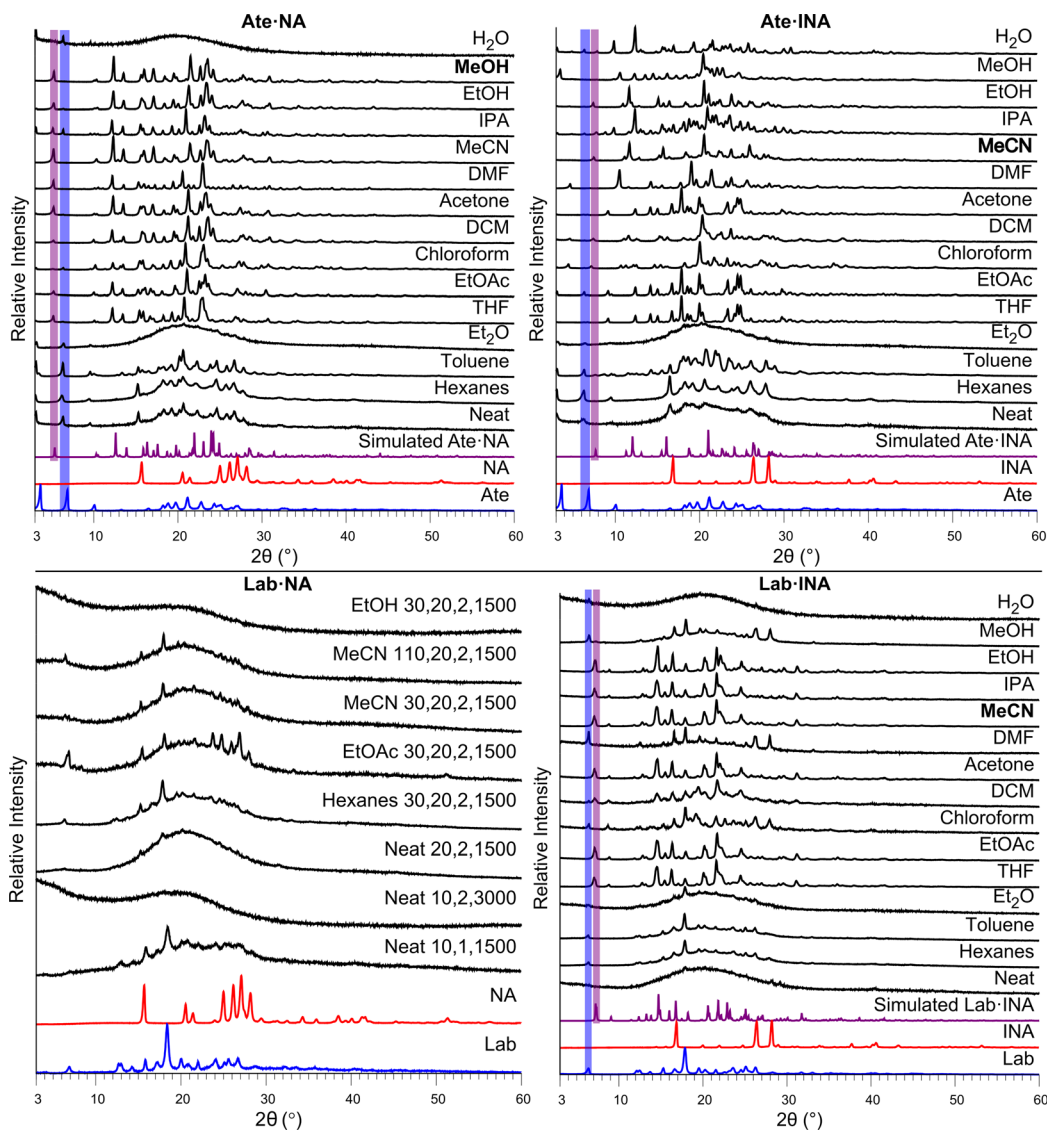 Ate·NA
H₂O
MeOH
EtOH
IPA
MeCN
DMF
Acetone
DCM
Chloroform
EtOAc
THF
Et₂O
Toluene
Hexanes
Neat
Simulated Ate·NA
NA
Ate
Relative Intensity
3 10 20 30 40 50 60
2θ (°)
Ate·INA
H₂O
MeOH
EtOH
IPA
MeCN
DMF
Acetone
DCM
Chloroform
EtOAc
THF
Et₂O
Toluene
Hexanes
Neat
Simulated Ate·INA
INA
Ate
Relative Intensity
3 10 20 30 40 50 60
2θ (°)
Lab·NA
EtOH 30,20,2,1500
MeCN 110,20,2,1500
MeCN 30,20,2,1500
EtOAc 30,20,2,1500
Hexanes 30,20,2,1500
Neat 20,2,1500
Neat 10,2,3000
Neat 10,1,1500
NA
Lab
Relative Intensity
3 10 20 30 40 50 60
2θ (°)
Lab·INA
H₂O
MeOH
EtOH
IPA
MeCN
DMF
Acetone
DCM
Chloroform
EtOAc
THF
Et₂O
Toluene
Hexanes
Neat
Simulated Lab·INA
INA
Lab
Relative Intensity
3 10 20 30 40 50 60
2θ (°)